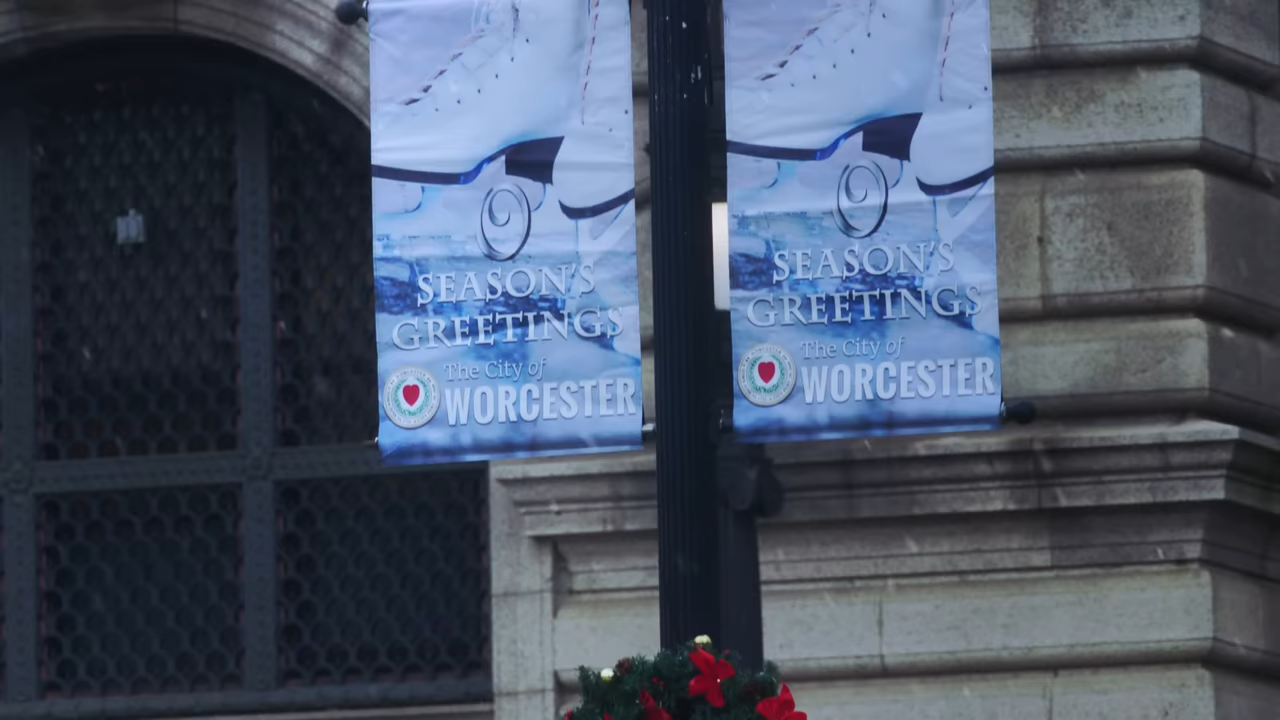 SEASON'S
GREETINGS
The City of
WORCESTER
SEASON'S
GREETINGS
The City of
WORCESTER